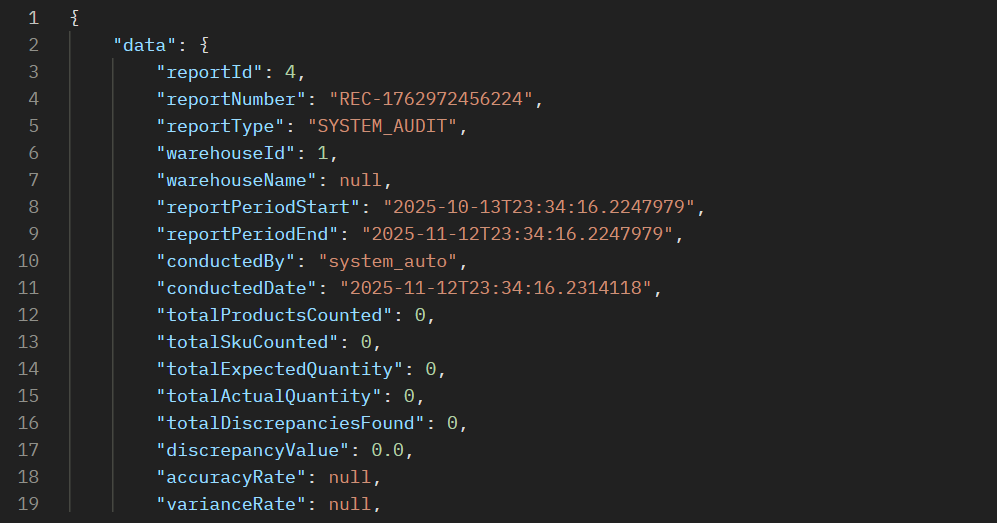 1 {
2 "data": {
3 "reportId": 4,
4 "reportNumber": "REC-1762972456224",
5 "reportType": "SYSTEM_AUDIT",
6 "warehouseId": 1,
7 "warehouseName": null,
8 "reportPeriodStart": "2025-10-13T23:34:16.2247979",
9 "reportPeriodEnd": "2025-11-12T23:34:16.2247979",
10 "conductedBy": "system_auto",
11 "conductedDate": "2025-11-12T23:34:16.2314118",
12 "totalProductsCounted": 0,
13 "totalSkuCounted": 0,
14 "totalExpectedQuantity": 0,
15 "totalActualQuantity": 0,
16 "totalDiscrepanciesFound": 0,
17 "discrepancyValue": 0.0,
18 "accuracyRate": null,
19 "varianceRate": null,